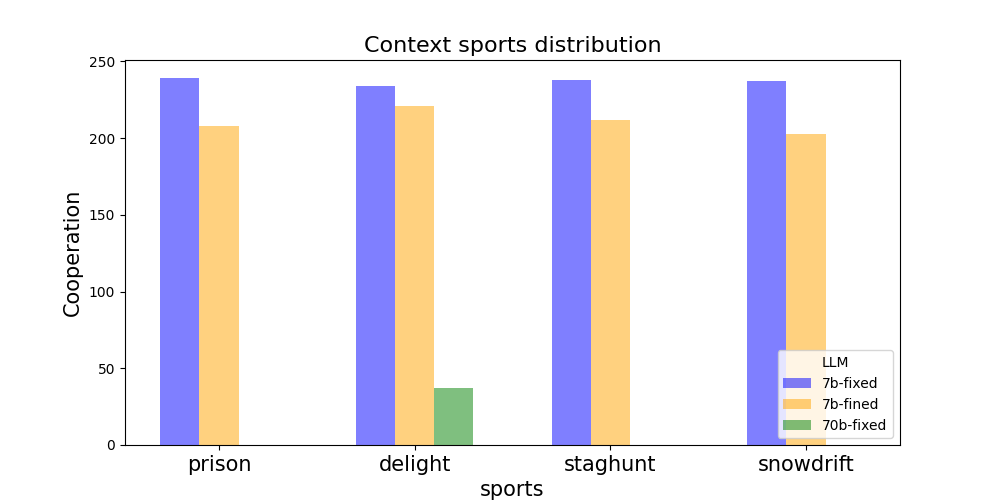 Context sports distribution
250
200
150
100
50
0
Cooperation
prison
delight
staghunt
snowdrift
sports
LLM
7b-fixed
7b-fined
70b-fixed